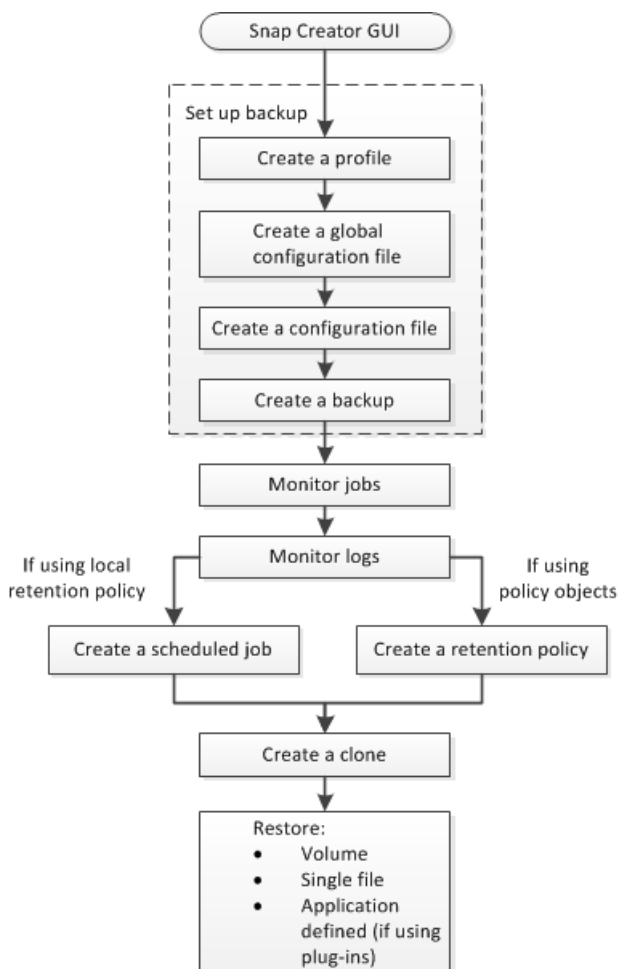 Snap Creator GUI
Set up backup
Create a profile
Create a global
configuration file
Create a configuration file
Create a backup
Monitor jobs
Monitor logs
If using local
retention policy
If using
policy objects
Create a scheduled job
Create a retention policy
Create a clone
Restore:
• Volume
• Single file
• Application
defined (if using
plug-ins)